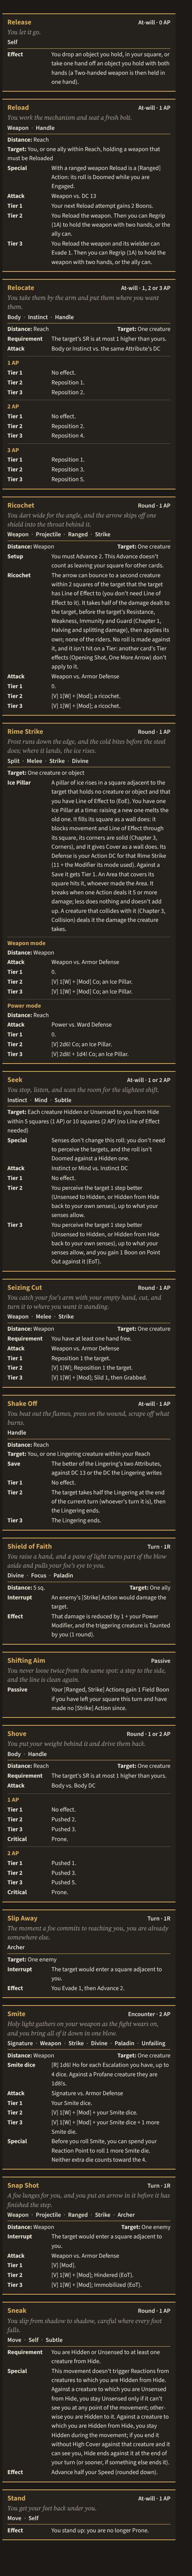 Release At-will · 0 AP
You let it go.
Self
Effect You drop an object you hold, in your square, or
take one hand off an object you hold with both
hands (a Two-handed weapon is then held in
one hand).
Reload At-will · 1 AP
You work the mechanism and seat a fresh bolt.
Weapon · Handle
Distance: Reach
Target: You, or one ally within Reach, holding a weapon that
must be Reloaded
Special With a ranged weapon Reload is a [Ranged]
Action: its roll is Doomed while you are
Engaged.
Attack Weapon vs. DC 13
Tier 1 Your next Reload attempt gains 2 Boons.
Tier 2 You Reload the weapon. Then you can Regrip
(1A) to hold the weapon with two hands, or the
ally can.
Tier 3 You Reload the weapon and its wielder can
Evade 1. Then you can Regrip (1A) to hold the
weapon with two hands, or the ally can.
Relocate At-will · 1, 2 or 3 AP
You take them by the arm and put them where you want
them.
Body · Instinct · Handle
Distance: Reach Target: One creature
Requirement The target's SR is at most 1 higher than yours.
Attack Body or Instinct vs. the same Attribute's DC
1 AP
Tier 1 No effect.
Tier 2 Reposition 1.
Tier 3 Reposition 2.
2 AP
Tier 1 No effect.
Tier 2 Reposition 2.
Tier 3 Reposition 4.
3 AP
Tier 1 Reposition 1.
Tier 2 Reposition 3.
Tier 3 Reposition 5.
Ricochet Round · 1 AP
You dart wide for the angle, and the arrow skips off one
shield into the throat behind it.
Weapon · Projectile · Ranged · Strike
Distance: Weapon Target: One creature
Setup You must Advance 2. This Advance doesn't
count as leaving your square for other cards.
Ricochet The arrow can bounce to a second creature
within 2 squares of the target that the target
has Line of Effect to (you don't need Line of
Effect to it). It takes half of the damage dealt to
the target, before the target's Resistance,
Weakness, Immunity and Guard (Chapter 1,
Halving and splitting damage), then applies its
own; none if the attack misses. No roll is made against
it, and it isn't hit or a Target: another card's Tier
effects (Opening Shot, One More Arrow) don't
apply to it.
Attack Weapon vs. Armor Defense
Tier 1 0.
Tier 2 [V] 1[W] + [Mod]; a ricochet.
Tier 3 [V] 1[W] + [Mod]; a ricochet.
Rime Strike Round · 1 AP
Frost runs down the edge, and the cold bites before the steel
does; where it lands, the ice rises.
Split · Melee · Strike · Divine
Target: One creature or object
Ice Pillar A pillar of ice rises in a square adjacent to the
target that holds no creature or object and that
you have Line of Effect to (EoE). You have one
Ice Pillar at a time: raising a new one melts the
old one. It fills its square as a wall does: it
blocks movement and Line of Effect through
its square, its corners are solid (Chapter 3,
Corners), and it gives Cover as a wall does. Its
Defense is your Action DC for that Rime Strike
(11 + the Modifier its mode used). Against a
Save it gets Tier 1. An Area that covers its
square hits it, whoever made the Area. It
breaks when one Action deals it 5 or more
damage; less does nothing and doesn't add
up. A creature that collides with it (Chapter 3,
Collision) deals it the damage the creature
takes.
Weapon mode
Distance: Weapon
Attack Weapon vs. Armor Defense
Tier 1 0.
Tier 2 [V] 1[W] + [Mod] Co; an Ice Pillar.
Tier 3 [V] 1[W] + [Mod] Co; an Ice Pillar.
Power mode
Distance: Reach
Attack Power vs. Ward Defense
Tier 1 0.
Tier 2 [V] 2d6! Co; an Ice Pillar.
Tier 3 [V] 2d8! + 1d4! Co; an Ice Pillar.
Seek At-will · 1 or 2 AP
You stop, listen, and scour the room for the slightest shift.
Instinct · Mind · Subtle
Target: Each creature Hidden or Unsensed to you from Hide
within 5 squares (1 AP) or 10 squares (2 AP) (no Line of Effect
needed)
Special Senses don't change this roll: you don't need
to perceive the targets, and the roll isn't
Doomed against a Hidden one.
Attack Instinct or Mind vs. Instinct DC
Tier 1 No effect.
Tier 2 You perceive the target 1 step better
(Unsensed to Hidden, or Hidden from Hide
back to your own senses), up to what your
senses allow.
Tier 3 You perceive the target 1 step better
(Unsensed to Hidden, or Hidden from Hide
back to your own senses), up to what your
senses allow, and you gain 1 Boon on Point
Out against it (EoT).
Seizing Cut Round · 1 AP
You catch your foe's arm with your empty hand, cut, and
turn it to where you want it standing.
Weapon · Melee · Strike
Distance: Weapon Target: One creature
Requirement You have at least one hand free.
Attack Weapon vs. Armor Defense
Tier 1 Reposition 1 the target.
Tier 2 [V] 1[W]; Reposition 1 the target.
Tier 3 [V] 1[W] + [Mod]; Slid 1, then Grabbed.
Shake Off At-will · 1 AP
You beat out the flames, press on the wound, scrape off what
burns.
Handle
Distance: Reach
Target: You, or one Lingering creature within your Reach
Save The better of the Lingering's two Attributes,
against DC 13 or the DC the Lingering writes
Tier 1 No effect.
Tier 2 The target takes half the Lingering at the end
of the current turn (whoever's turn it is), then
the Lingering ends.
Tier 3 The Lingering ends.
Shield of Faith Turn · 1R
You raise a hand, and a pane of light turns part of the blow
aside and pulls your foe's eye to you.
Divine · Focus · Paladin
Distance: 5 sq. Target: One ally
Interrupt An enemy's [Strike] Action would damage the
target.
Effect That damage is reduced by 1 + your Power
Modifier, and the triggering creature is Taunted
by you (1 round).
Shifting Aim Passive
You never loose twice from the same spot: a step to the side,
and the line is clean again.
Passive Your [Ranged, Strike] Actions gain 1 Field Boon
if you have left your square this turn and have
made no [Strike] Action since.
Shove Round · 1 or 2 AP
You put your weight behind it and drive them back.
Body · Handle
Distance: Reach Target: One creature
Requirement The target's SR is at most 1 higher than yours.
Attack Body vs. Body DC
1 AP
Tier 1 No effect.
Tier 2 Pushed 2.
Tier 3 Pushed 3.
Critical Prone.
2 AP
Tier 1 Pushed 1.
Tier 2 Pushed 3.
Tier 3 Pushed 5.
Critical Prone.
Slip Away Turn · 1R
The moment a foe commits to reaching you, you are already
somewhere else.
Archer
Target: One enemy
Interrupt The target would enter a square adjacent to
you.
Effect You Evade 1, then Advance 2.
Smite Encounter · 2 AP
Holy light gathers on your weapon as the fight wears on,
and you bring all of it down in one blow.
Signature · Weapon · Strike · Divine · Paladin · Unfailing
Distance: Weapon Target: One creature
Smite dice [R] 1d6! Ho for each Escalation you have, up to
4 dice. Against a Profane creature they are
1d8!s.
Attack Signature vs. Armor Defense
Tier 1 Your Smite dice.
Tier 2 [V] 1[W] + [Mod] + your Smite dice.
Tier 3 [V] 1[W] + [Mod] + your Smite dice + 1 more
Smite die.
Special Before you roll Smite, you can spend your
Reaction Point to roll 1 more Smite die.
Neither extra die counts toward the 4.
Snap Shot Turn · 1R
A foe lunges for you, and you put an arrow in it before it has
finished the step.
Weapon · Projectile · Ranged · Strike · Archer
Distance: Weapon Target: One enemy
Interrupt The target would enter a square adjacent to
you.
Attack Weapon vs. Armor Defense
Tier 1 [V] [Mod].
Tier 2 [V] 1[W] + [Mod]; Hindered (EoT).
Tier 3 [V] 1[W] + [Mod]; Immobilized (EoT).
Sneak Round · 1 AP
You slip from shadow to shadow, careful where every foot
falls.
Move · Self · Subtle
Requirement You are Hidden or Unsensed to at least one
creature from Hide.
Special This movement doesn't trigger Reactions from
creatures to which you are Hidden from Hide.
Against a creature to which you are Unsensed
from Hide, you stay Unsensed only if it can't
see you at any point of the movement; other-
wise you are Hidden to it. Against a creature to
which you are Hidden from Hide, you stay
Hidden during the movement; if you end it
without High Cover against that creature and it
can see you, Hide ends against it at the end of
your turn (or sooner, if something else ends it).
Effect Advance half your Speed (rounded down).
Stand At-will · 1 AP
You get your feet back under you.
Move · Self
Effect You stand up: you are no longer Prone.